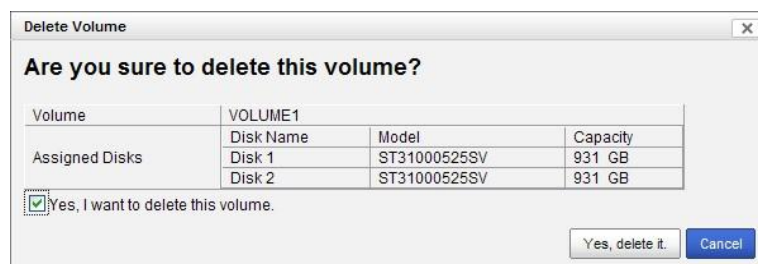 Delete Volume
Are you sure to delete this volume?
Volume VOLUME1
Disk Name Model Capacity
Assigned Disks Disk 1 ST31000525SV 931 GB
Disk 2 ST31000525SV 931 GB
Yes, I want to delete this volume.
Yes, delete it. Cancel